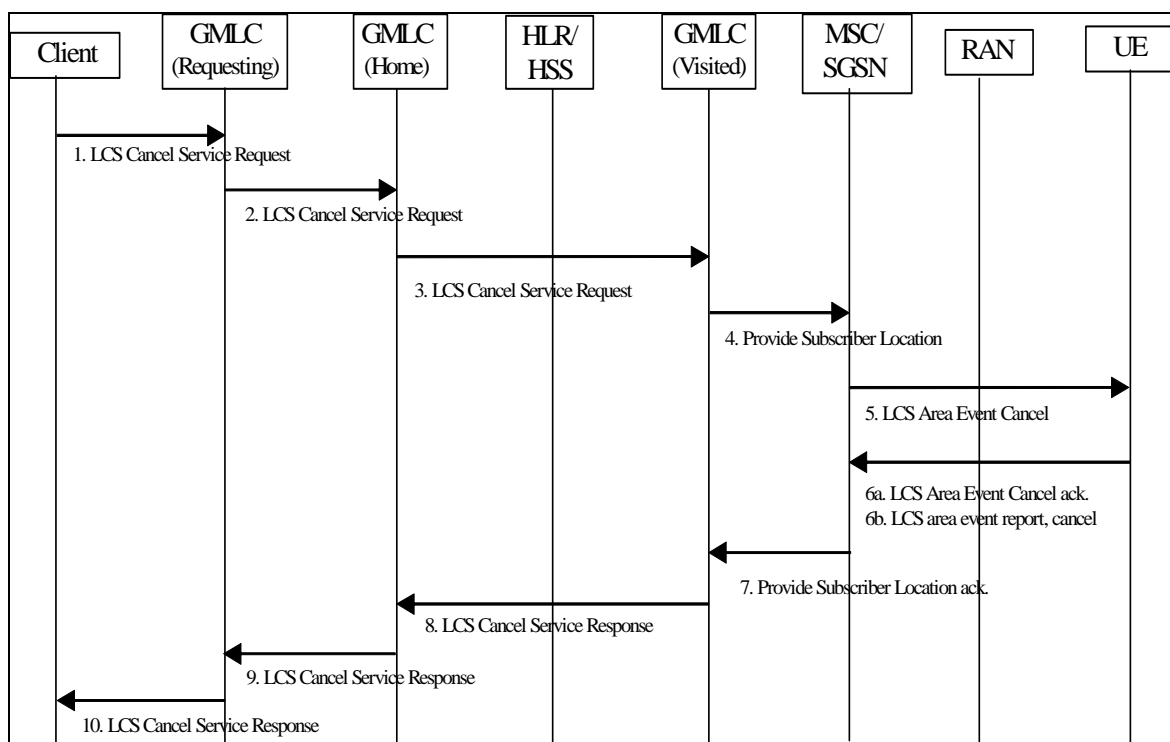 Client
GMLC
(Requesting)
GMLC
(Home)
HLR/
HSS
GMLC
(Visited)
MSC/
SGSN
RAN
UE
1. LCS Cancel Service Request
2. LCS Cancel Service Request
3. LCS Cancel Service Request
4. Provide Subscriber Location
5. LCS Area Event Cancel
6a. LCS Area Event Cancel ack.
6b. LCS area event report, cancel
7. Provide Subscriber Location ack.
8. LCS Cancel Service Response
9. LCS Cancel Service Response
10. LCS Cancel Service Response